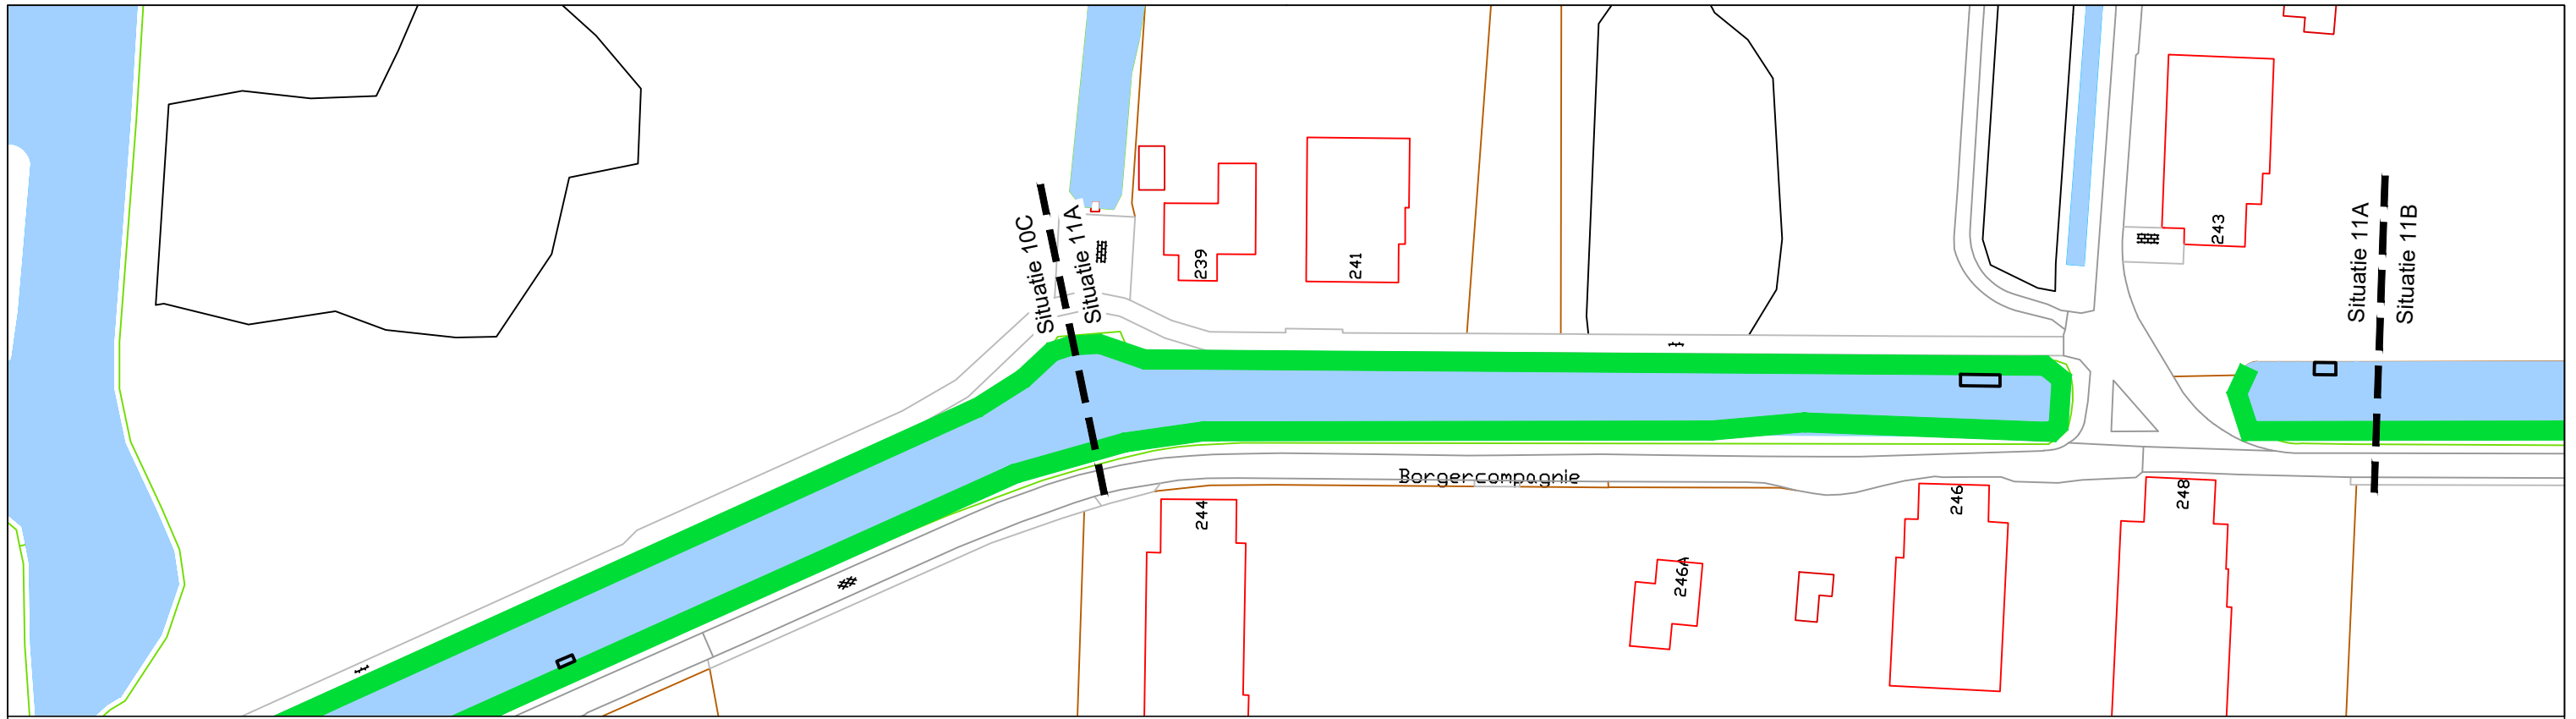 Situatie 10C
Situatie 11A
239
241
243
Situatie 11A
Situatie 11B
Borgercompagnie
244
246A
246
248